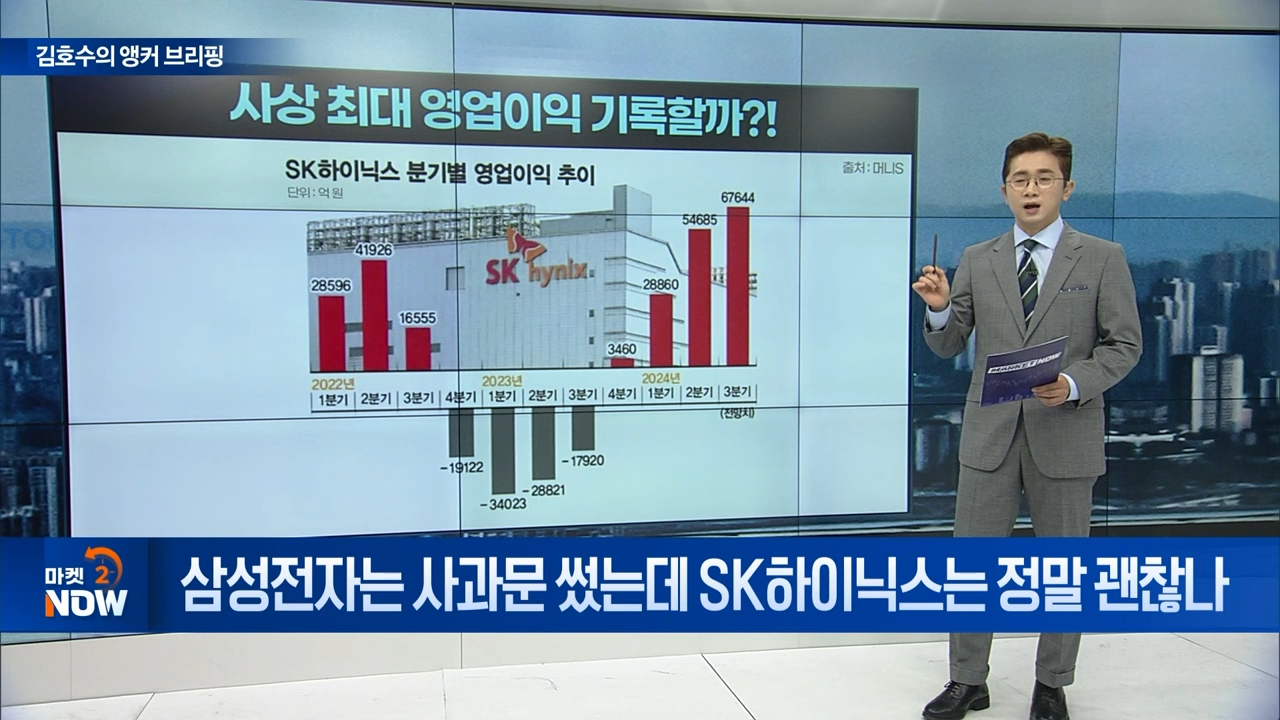 김호수의 앵커 브리핑
사상 최대 영업이익 기록할까?!
SK하이닉스 분기별 영업이익 추이
출처 : 머니S
단위 : 억 원
28596
41926
16555
3460
28860
54685
67644
SK hynix
2022년 2023년 2024년
1분기 2분기 3분기 4분기 1분기 2분기 3분기 4분기 1분기 2분기 3분기
(전망치)
-19122
-34023
-28821
-17920
MARKET NOW
마켓 2
NOW
삼성전자는 사과문 썼는데 SK하이닉스는 정말 괜찮나